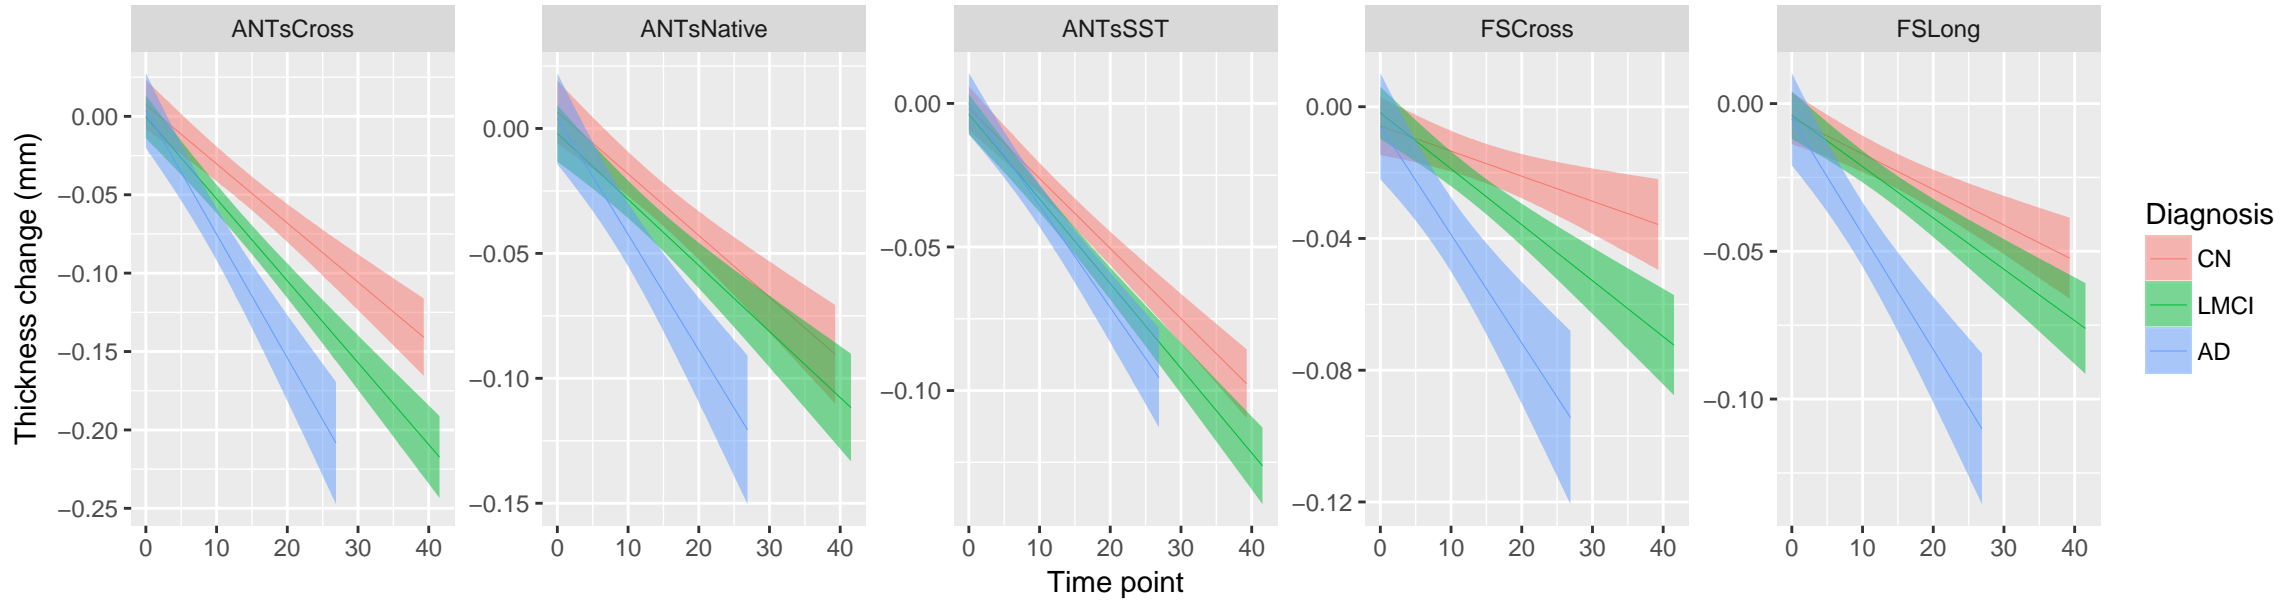 ANTsCross ANTsNative ANTsSST FSCross FSLong
Thickness change (mm)
0.00
−0.05
−0.10
−0.15
−0.20
−0.25
0 10 20 30 40
0.00
−0.05
−0.10
−0.15
0 10 20 30 40
0.00
−0.05
−0.10
0 10 20 30 40
0.00
−0.04
−0.08
−0.12
0 10 20 30 40
0.00
−0.05
−0.10
0 10 20 30 40
Time point
Diagnosis
CN
LMCI
AD